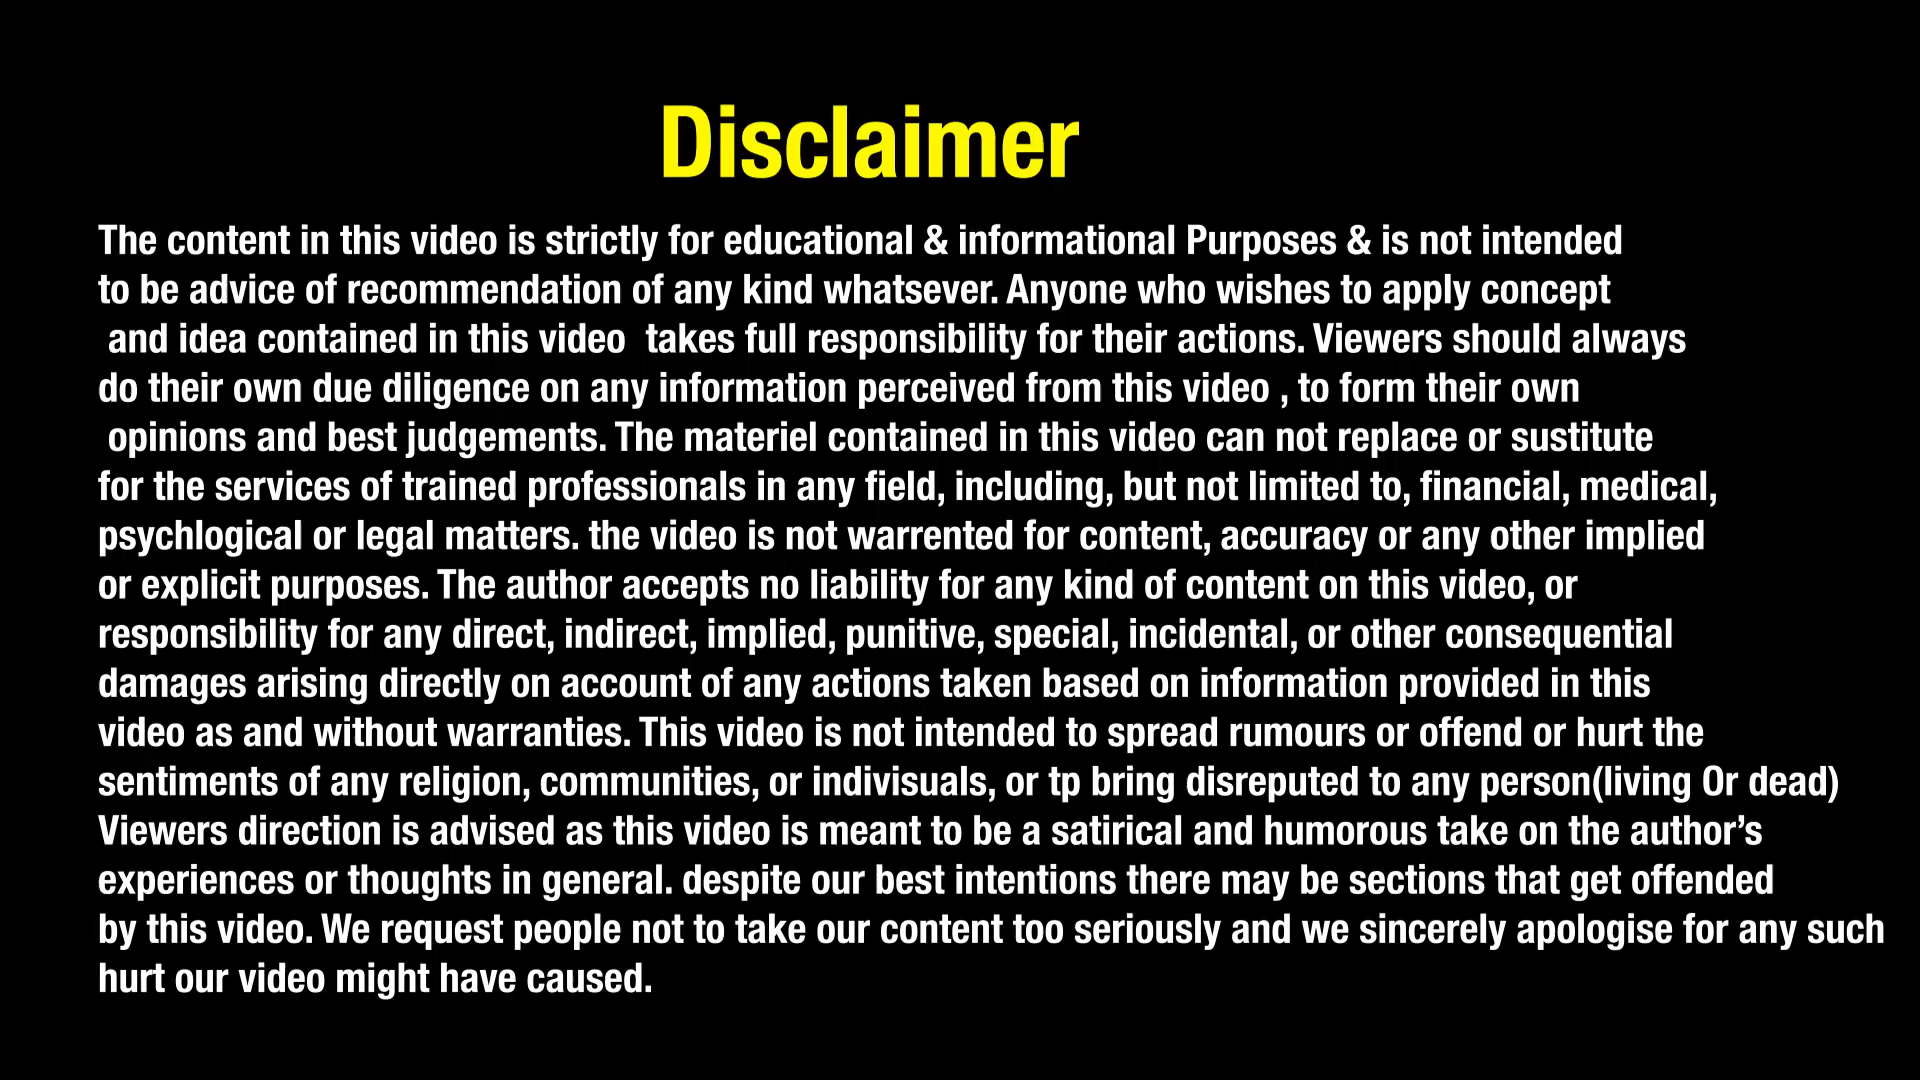 Disclaimer
The content in this video is strictly for educational & informational Purposes & is not intended
to be advice of recommendation of any kind whatsever. Anyone who wishes to apply concept
and idea contained in this video  takes full responsibility for their actions. Viewers should always
do their own due diligence on any information perceived from this video , to form their own
opinions and best judgements. The materiel contained in this video can not replace or sustitute
for the services of trained professionals in any field, including, but not limited to, financial, medical,
psychlogical or legal matters. the video is not warrented for content, accuracy or any other implied
or explicit purposes. The author accepts no liability for any kind of content on this video, or
responsibility for any direct, indirect, implied, punitive, special, incidental, or other consequential
damages arising directly on account of any actions taken based on information provided in this
video as and without warranties. This video is not intended to spread rumours or offend or hurt the
sentiments of any religion, communities, or indivisuals, or tp bring disreputed to any person(living Or dead)
Viewers direction is advised as this video is meant to be a satirical and humorous take on the author’s
experiences or thoughts in general. despite our best intentions there may be sections that get offended
by this video. We request people not to take our content too seriously and we sincerely apologise for any such
hurt our video might have caused.